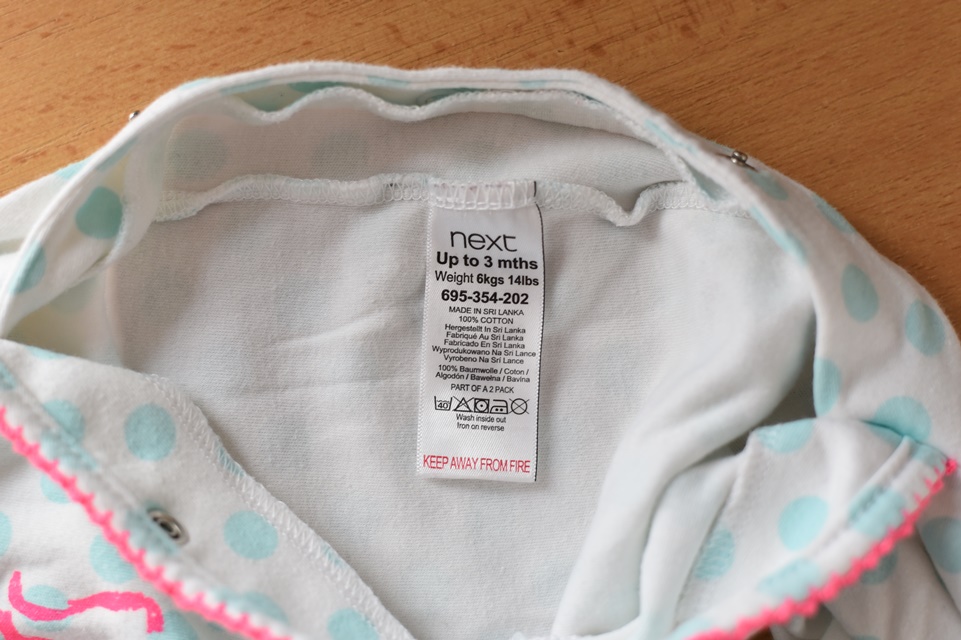 next
Up to 3 mths
Weight 6kgs 14lbs
695-354-202
MADE IN SRI LANKA
100% COTTON
Hergestellt In Sri Lanka
Fabriqué Au Sri Lanka
Fabricado En Sri Lanka
Wyprodukowano Na Sri Lance
Vyrobeno Na Srí Lance
100% Baumwolle / Coton /
Algodón / Bawełna / Bavlna
PART OF A 2 PACK
40
Wash inside out
Iron on reverse
KEEP AWAY FROM FIRE